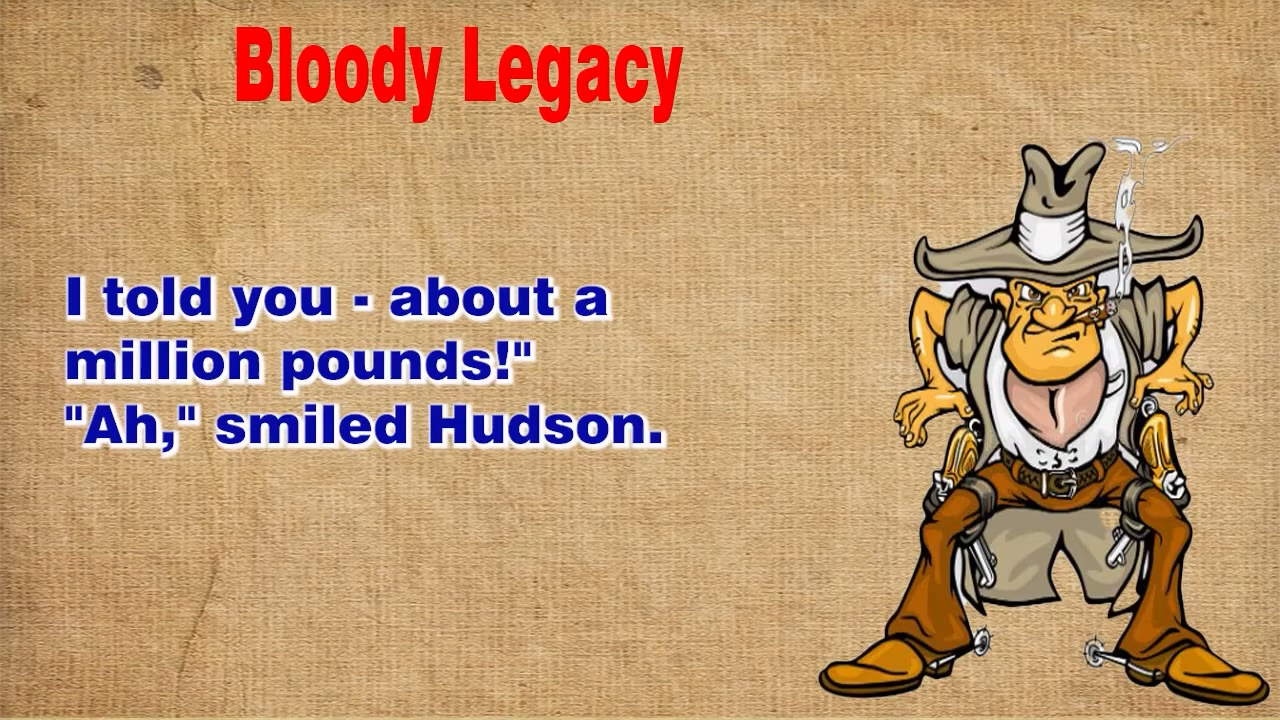 Bloody Legacy
I told you - about a
million pounds!"
"Ah," smiled Hudson.